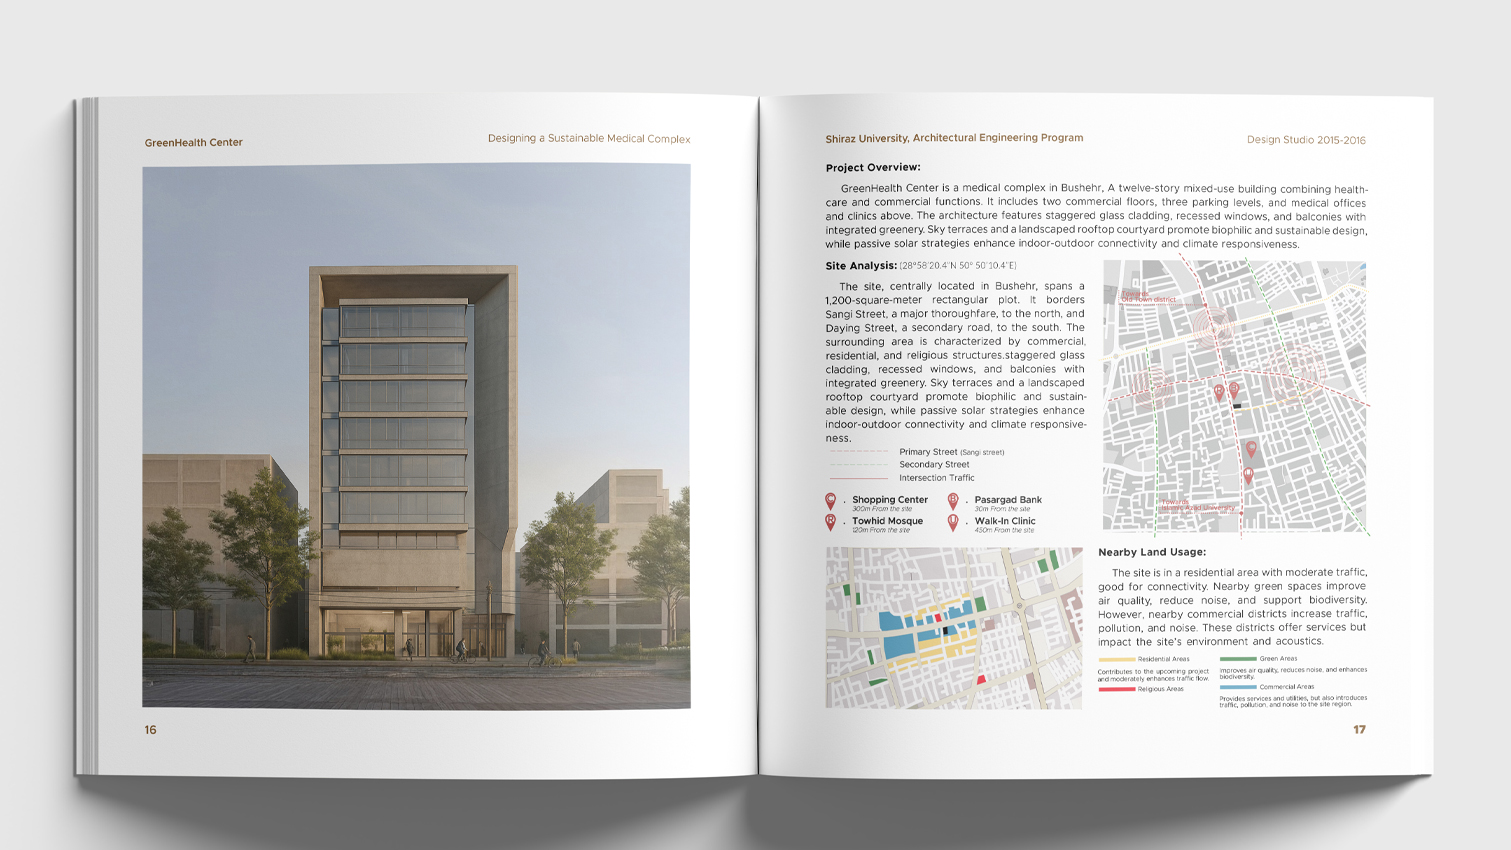 GreenHealth Center
Designing a Sustainable Medical Complex
16
Shiraz University, Architectural Engineering Program
Design Studio 2015-2016
Project Overview:
GreenHealth Center is a medical complex in Bushehr, A twelve-story mixed-use building combining health-
care and commercial functions. It includes two commercial floors, three parking levels, and medical offices
and clinics above. The architecture features staggered glass cladding, recessed windows, and balconies with
integrated greenery. Sky terraces and a landscaped rooftop courtyard promote biophilic and sustainable design,
while passive solar strategies enhance indoor-outdoor connectivity and climate responsiveness.
Site Analysis: (28°58'20.4"N 50° 50'10.4"E)
The site, centrally located in Bushehr, spans a
1,200-square-meter rectangular plot. It borders
Sangi Street, a major thoroughfare, to the north, and
Daying Street, a secondary road, to the south. The
surrounding area is characterized by commercial,
residential, and religious structures.staggered glass
cladding, recessed windows, and balconies with
integrated greenery. Sky terraces and a landscaped
rooftop courtyard promote biophilic and sustain-
able design, while passive solar strategies enhance
indoor-outdoor connectivity and climate responsive-
ness.
Primary Street (Sangi street)
Secondary Street
Intersection Traffic
. Shopping Center
300m From the site
. Pasargad Bank
30m From the site
. Towhid Mosque
120m From the site
. Walk-In Clinic
450m From the site
Towards
Old Town district
Towards
Islamic Azad University
Nearby Land Usage:
The site is in a residential area with moderate traffic,
good for connectivity. Nearby green spaces improve
air quality, reduce noise, and support biodiversity.
However, nearby commercial districts increase traffic,
pollution, and noise. These districts offer services but
impact the site's environment and acoustics.
Residential Areas
Contributes to the upcoming project
and moderately enhances traffic flow.
Religious Areas
Green Areas
Improves air quality, reduces noise, and enhances
biodiversity.
Commercial Areas
Provides services and utilities, but also introduces
traffic, pollution, and noise to the site region.
17